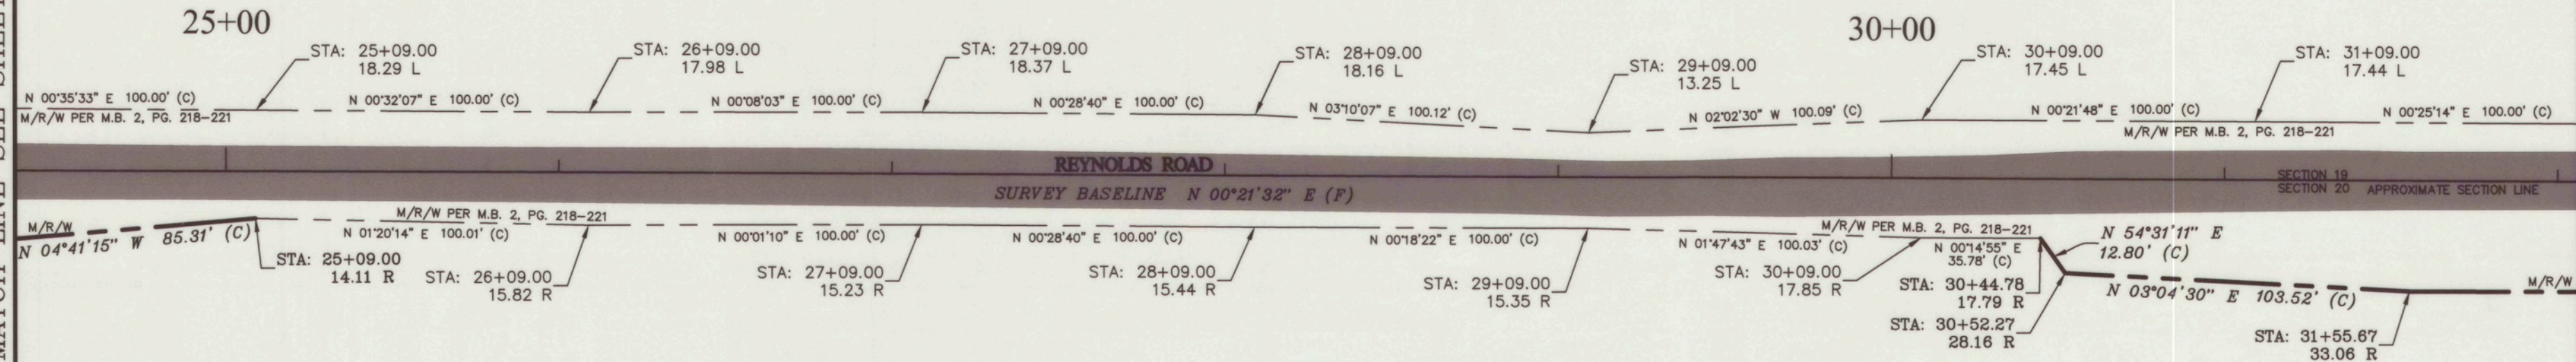 25+00
30+00
STA: 25+09.00
18.29 L
STA: 26+09.00
17.98 L
STA: 27+09.00
18.37 L
STA: 28+09.00
18.16 L
STA: 29+09.00
13.25 L
STA: 30+09.00
17.45 L
STA: 31+09.00
17.44 L
N 00°35'33" E 100.00' (C)
M/R/W PER M.B. 2, PG. 218-221
N 00°32'07" E 100.00' (C)
N 00°08'03" E 100.00' (C)
N 00°28'40" E 100.00' (C)
N 03°10'07" E 100.12' (C)
N 02°02'30" W 100.09' (C)
N 00°21'48" E 100.00' (C)
M/R/W PER M.B. 2, PG. 218-221
N 00°25'14" E 100.00' (C)
REYNOLDS ROAD
SURVEY BASELINE N 00°21'32" E (F)
SECTION 19
SECTION 20 APPROXIMATE SECTION LINE
M/R/W
N 04°41'15" W 85.31' (C)
M/R/W PER M.B. 2, PG. 218-221
N 01°20'14" E 100.01' (C)
N 00°01'10" E 100.00' (C)
N 00°28'40" E 100.00' (C)
N 00°18'22" E 100.00' (C)
M/R/W PER M.B. 2, PG. 218-221
N 01°47'43" E 100.03' (C)
N 00°14'55" E
35.78' (C)
N 54°31'11" E
12.80' (C)
N 03°04'30" E 103.52' (C)
M/R/W
STA: 25+09.00
14.11 R
STA: 26+09.00
15.82 R
STA: 27+09.00
15.23 R
STA: 28+09.00
15.44 R
STA: 29+09.00
15.35 R
STA: 30+09.00
17.85 R
STA: 30+44.78
17.79 R
STA: 30+52.27
28.16 R
STA: 31+55.67
33.06 R